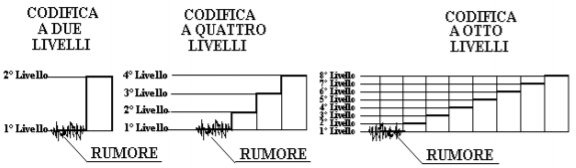 CODIFICA
A DUE
LIVELLI
2° Livello
1° Livello
RUMORE
CODIFICA
A QUATTRO
LIVELLI
4° Livello
3° Livello
2° Livello
1° Livello
RUMORE
CODIFICA
A OTTO
LIVELLI
8° Livello
7° Livello
6° Livello
5° Livello
4° Livello
3° Livello
2° Livello
1° Livello
RUMORE